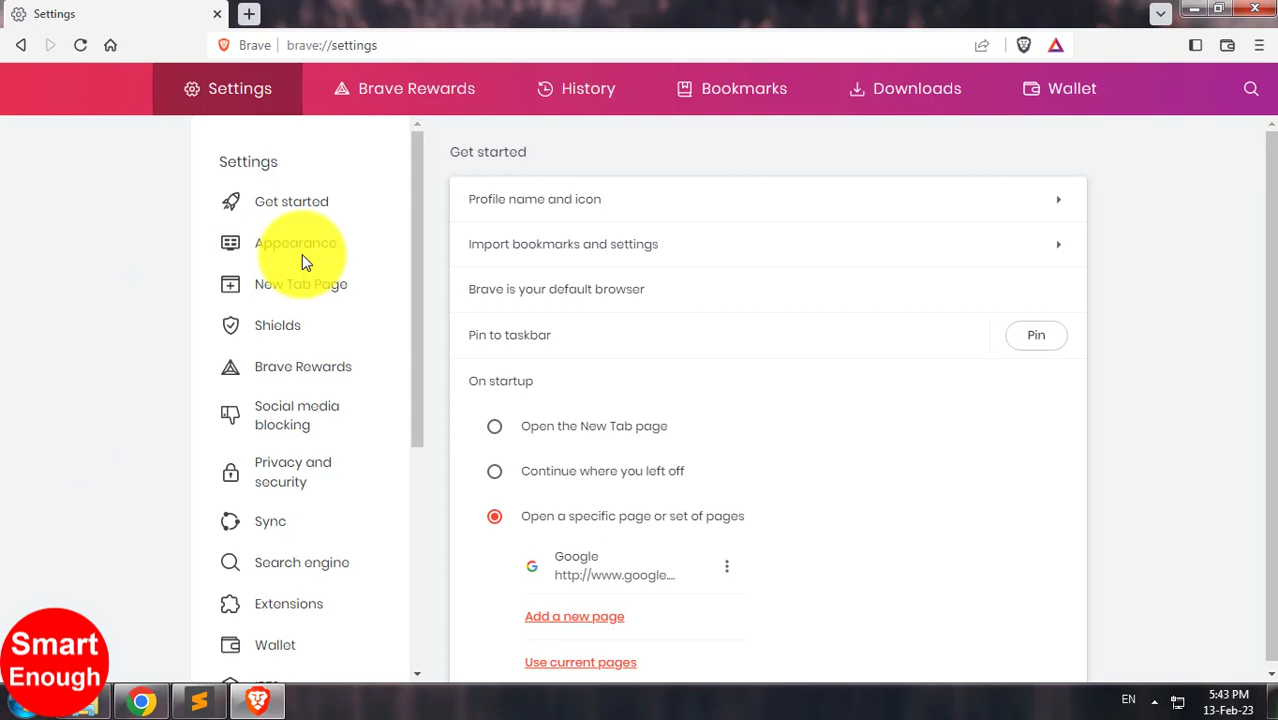 Settings
Brave
brave://settings
Settings
Brave Rewards
History
Bookmarks
Downloads
Wallet
Settings
Get started
Appearance
New Tab Page
Shields
Brave Rewards
Social media
blocking
Privacy and
security
Sync
Search engine
Extensions
Wallet
Get started
Profile name and icon
Import bookmarks and settings
Brave is your default browser
Pin to taskbar
Pin
On startup
Open the New Tab page
Continue where you left off
Open a specific page or set of pages
Google
http://www.google....
Add a new page
Use current pages
Smart
Enough
EN
5:43 PM
13-Feb-23